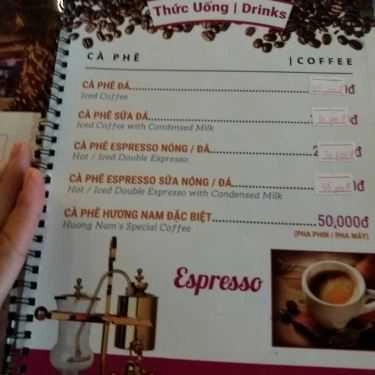 Thức Uống | Drinks
CÀ PHÊ | COFFEE
CÀ PHÊ ĐÁ đ
Iced Coffee
CÀ PHÊ SỮA ĐÁ đ
Iced Coffee with Condensed Milk
CÀ PHÊ ESPRESSO NÓNG / ĐÁ đ
Hot / Iced Double Espresso
CÀ PHÊ ESPRESSO SỮA NÓNG / ĐÁ đ
Hot / Iced Double Espresso with Condensed Milk
CÀ PHÊ HƯƠNG NAM ĐẶC BIỆT 50,000đ
Huong Nam's Special Coffee (PHA PHIN / PHA MÁY)
Espresso